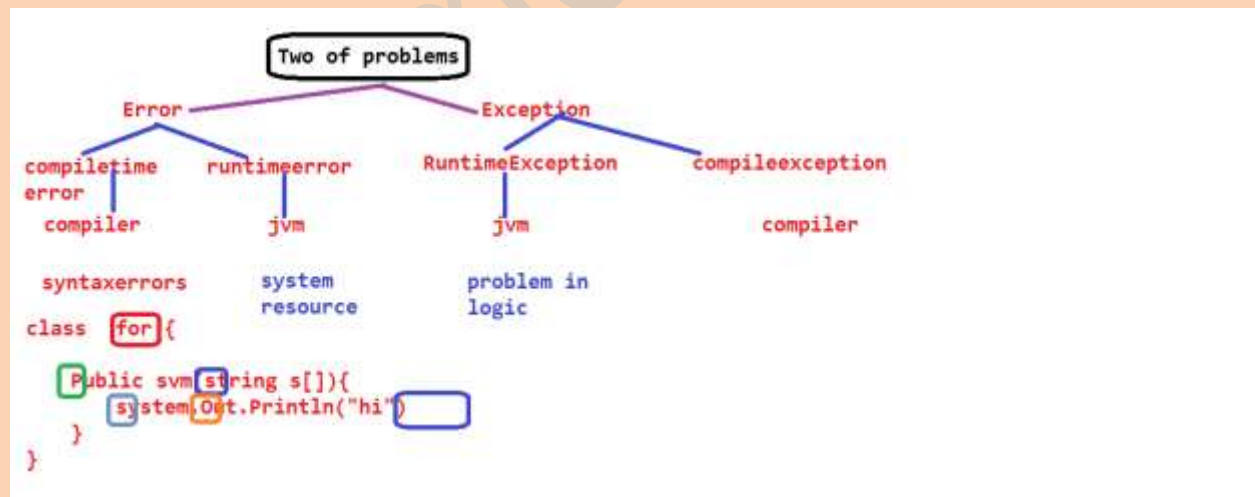 Two of problems
Error Exception
compiletime error runtimeerror RuntimeException compileexception
compiler jvm jvm compiler
syntaxerrors system resource problem in logic
class for {
Public svm string s[]){
system.Out.Println("hi")
}
}